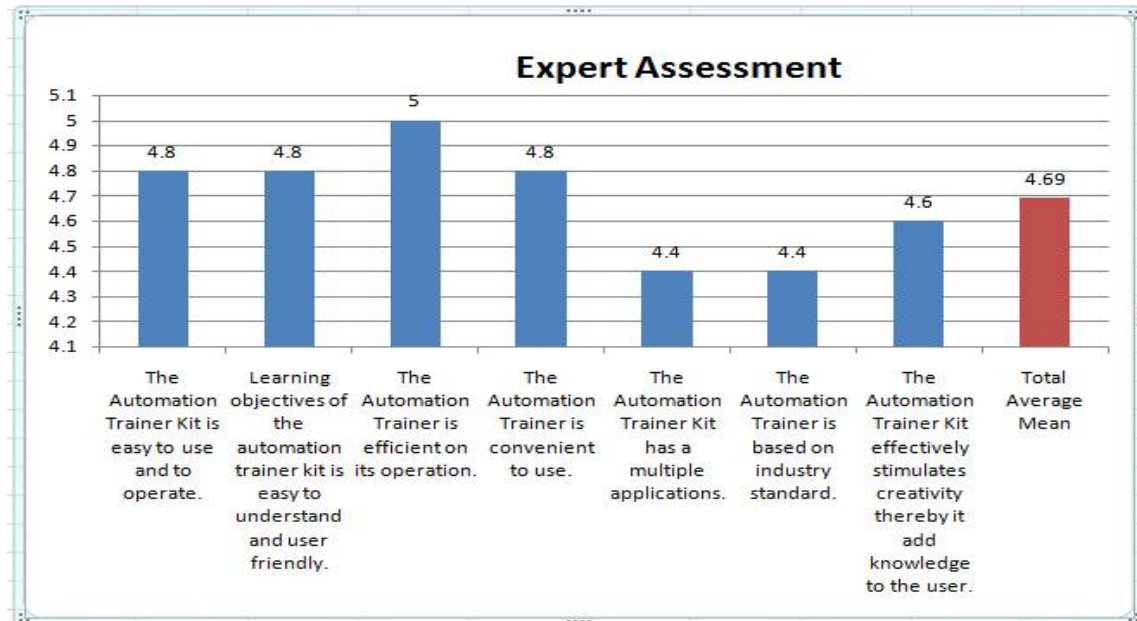 Expert Assessment
5.1
5
4.9
4.8
4.7
4.6
4.5
4.4
4.3
4.2
4.1
4.8
4.8
5
4.8
4.4
4.4
4.6
4.69
The
Automation
Trainer Kit is
easy to use
and to
operate.
Learning
objectives of
the
automation
trainer kit is
easy to
understand
and user
friendly.
The
Automation
Trainer is
efficient on
its operation.
The
Automation
Trainer is
convenient
to use.
The
Automation
Trainer Kit
has a
multiple
applications.
The
Automation
Trainer is
based on
industry
standard.
The
Automation
Trainer Kit
effectively
stimulates
creativity
thereby it
add
knowledge
to the user.
Total
Average
Mean